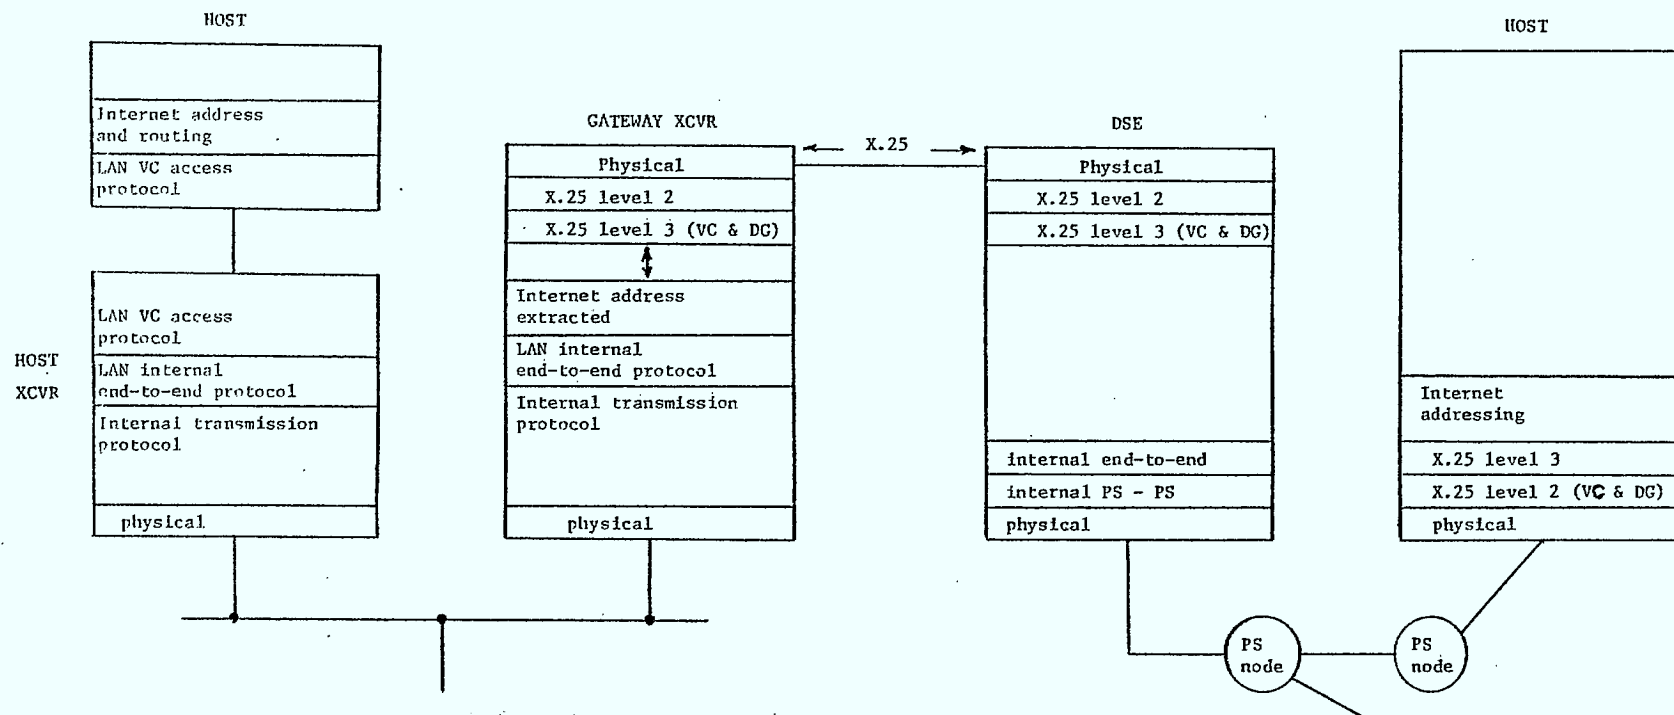 HOST
Internet address
and routing
LAN VC access
protocol
HOST
XCVR
LAN VC access
protocol
LAN internal
end-to-end protocol
Internal transmission
protocol
physical
GATEWAY XCVR
Physical
X.25 level 2
X.25 level 3 (VC & DG)
Internet address
extracted
LAN internal
end-to-end protocol
Internal transmission
protocol
physical
X.25
DSE
Physical
X.25 level 2
X.25 level 3 (VC & DG)
internal end-to-end
internal PS - PS
physical
HOST
Internet
addressing
X.25 level 3
X.25 level 2 (VC & DG)
physical
PS
node
PS
node